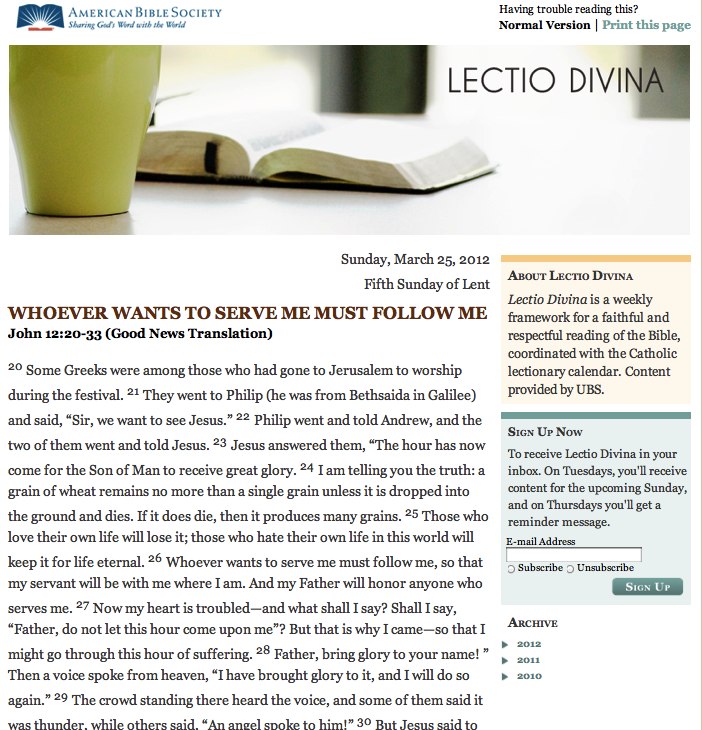 AMERICAN BIBLE SOCIETY
Sharing God's Word with the World
Having trouble reading this?
Normal Version | Print this page
LECTIO DIVINA
Sunday, March 25, 2012
Fifth Sunday of Lent
WHOEVER WANTS TO SERVE ME MUST FOLLOW ME
John 12:20-33 (Good News Translation)
20 Some Greeks were among those who had gone to Jerusalem to worship
during the festival. 21 They went to Philip (he was from Bethsaida in Galilee)
and said, “Sir, we want to see Jesus.” 22 Philip went and told Andrew, and the
two of them went and told Jesus. 23 Jesus answered them, “The hour has now
come for the Son of Man to receive great glory. 24 I am telling you the truth: a
grain of wheat remains no more than a single grain unless it is dropped into
the ground and dies. If it does die, then it produces many grains. 25 Those who
love their own life will lose it; those who hate their own life in this world will
keep it for life eternal. 26 Whoever wants to serve me must follow me, so that
my servant will be with me where I am. And my Father will honor anyone who
serves me. 27 Now my heart is troubled—and what shall I say? Shall I say,
“Father, do not let this hour come upon me”? But that is why I came—so that I
might go through this hour of suffering. 28 Father, bring glory to your name! ”
Then a voice spoke from heaven, “I have brought glory to it, and I will do so
again.” 29 The crowd standing there heard the voice, and some of them said it
was thunder, while others said, “An angel spoke to him!” 30 But Jesus said to
ABOUT LECTIO DIVINA
Lectio Divina is a weekly
framework for a faithful and
respectful reading of the Bible,
coordinated with the Catholic
lectionary calendar. Content
provided by UBS.
SIGN UP NOW
To receive Lectio Divina in your
inbox. On Tuesdays, you'll receive
content for the upcoming Sunday,
and on Thursdays you'll get a
reminder message.
E-mail Address
Subscribe Unsubscribe
SIGN UP
ARCHIVE
2012
2011
2010